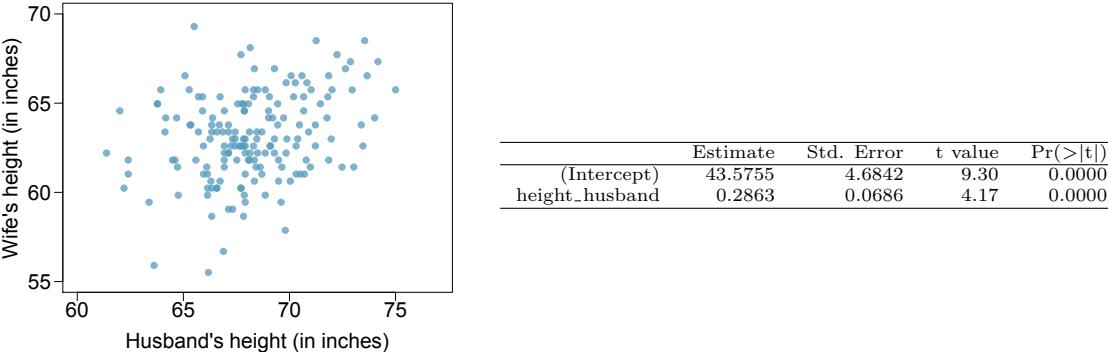 70
65
60
55
Wife's height (in inches)
60 65 70 75
Husband's height (in inches)
Estimate Std. Error t value Pr(>|t|)
(Intercept) 43.5755 4.6842 9.30 0.0000
height_husband 0.2863 0.0686 4.17 0.0000